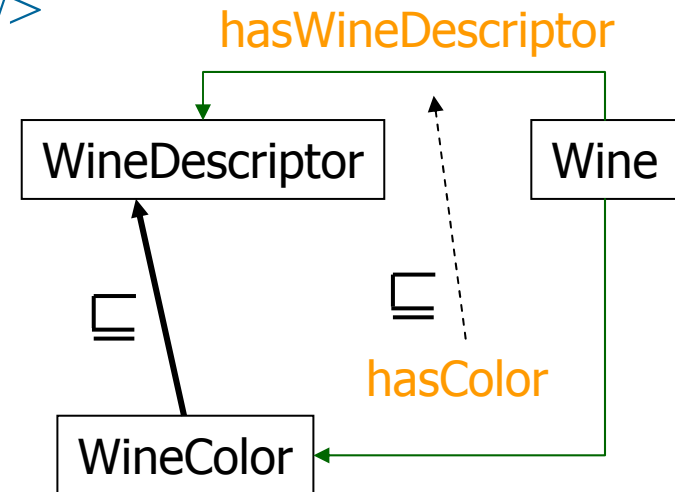 />
hasWineDescriptor
WineDescriptor
Wine
⊑
⊑
hasColor
WineColor